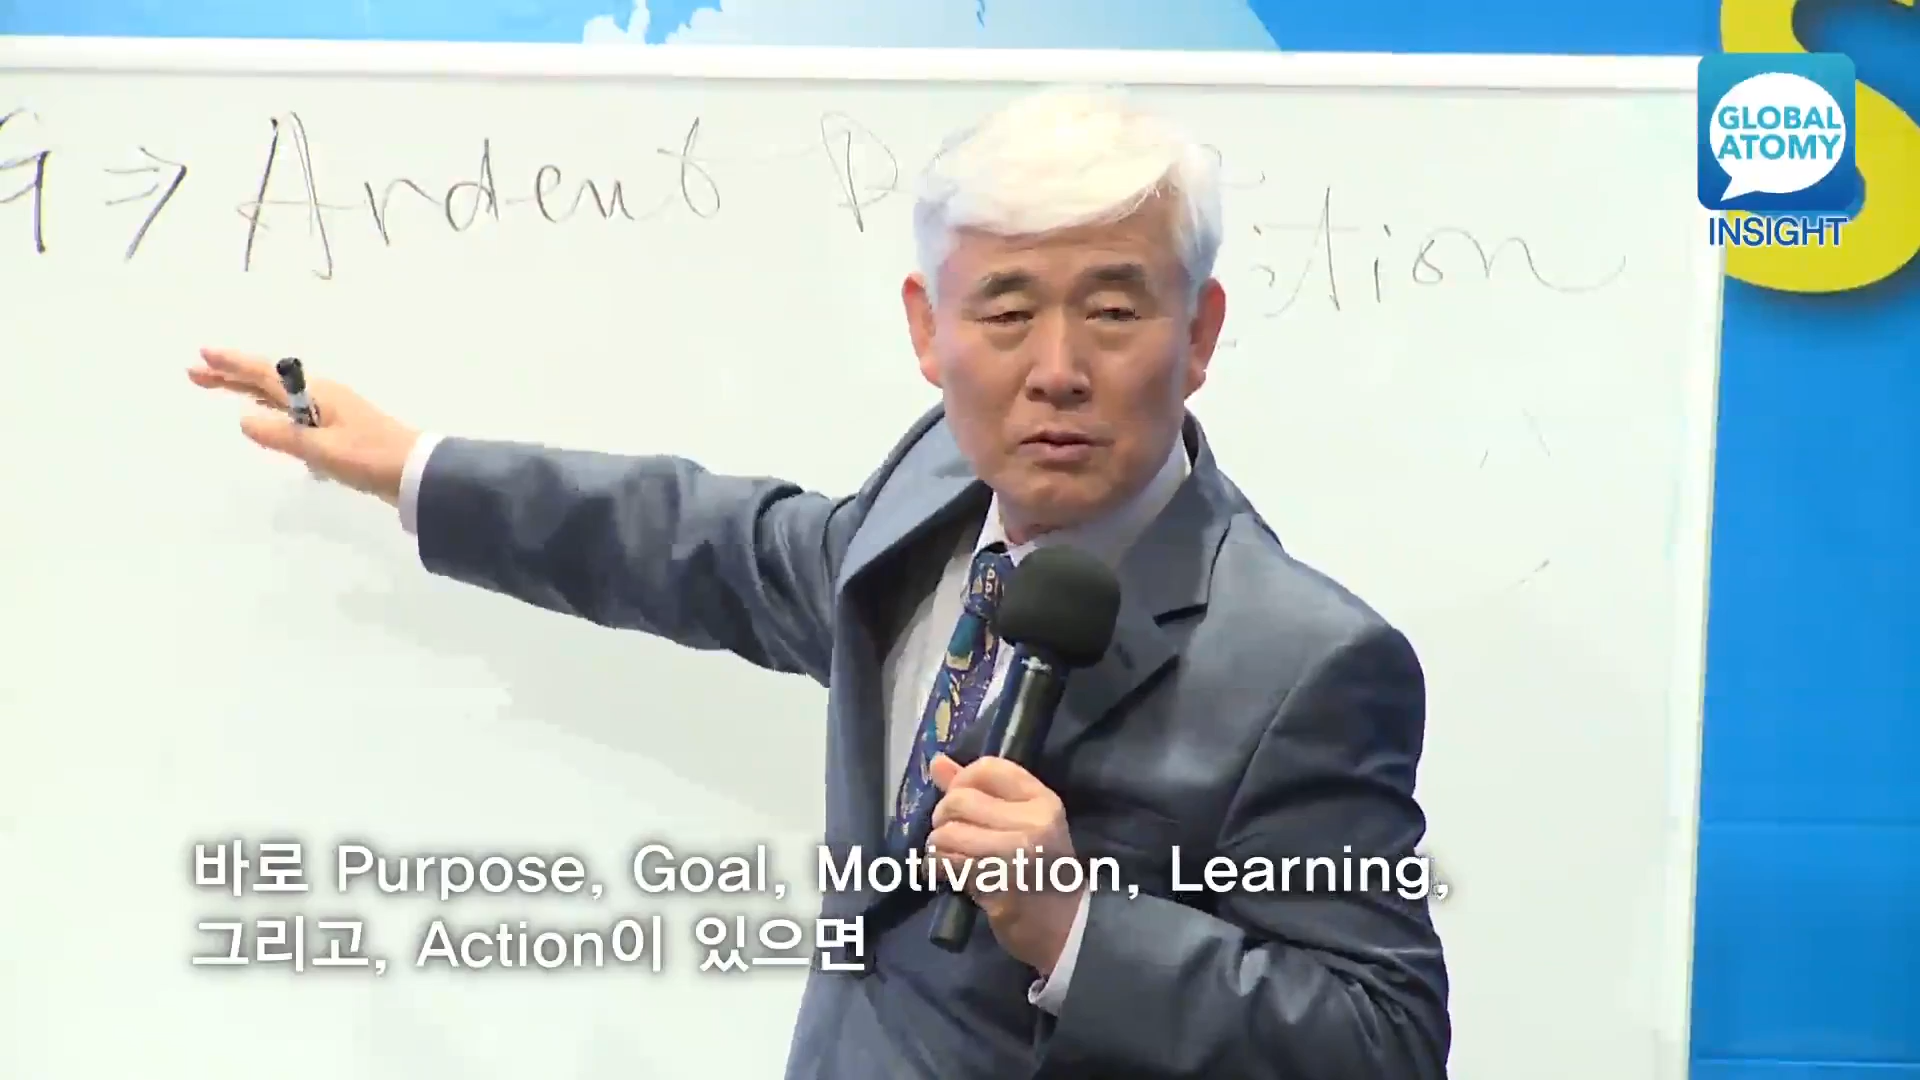 ⇒ Ardent
GLOBAL
ATOMY
INSIGHT
S
바로 Purpose, Goal, Motivation, Learning,
그리고, Action이 있으면